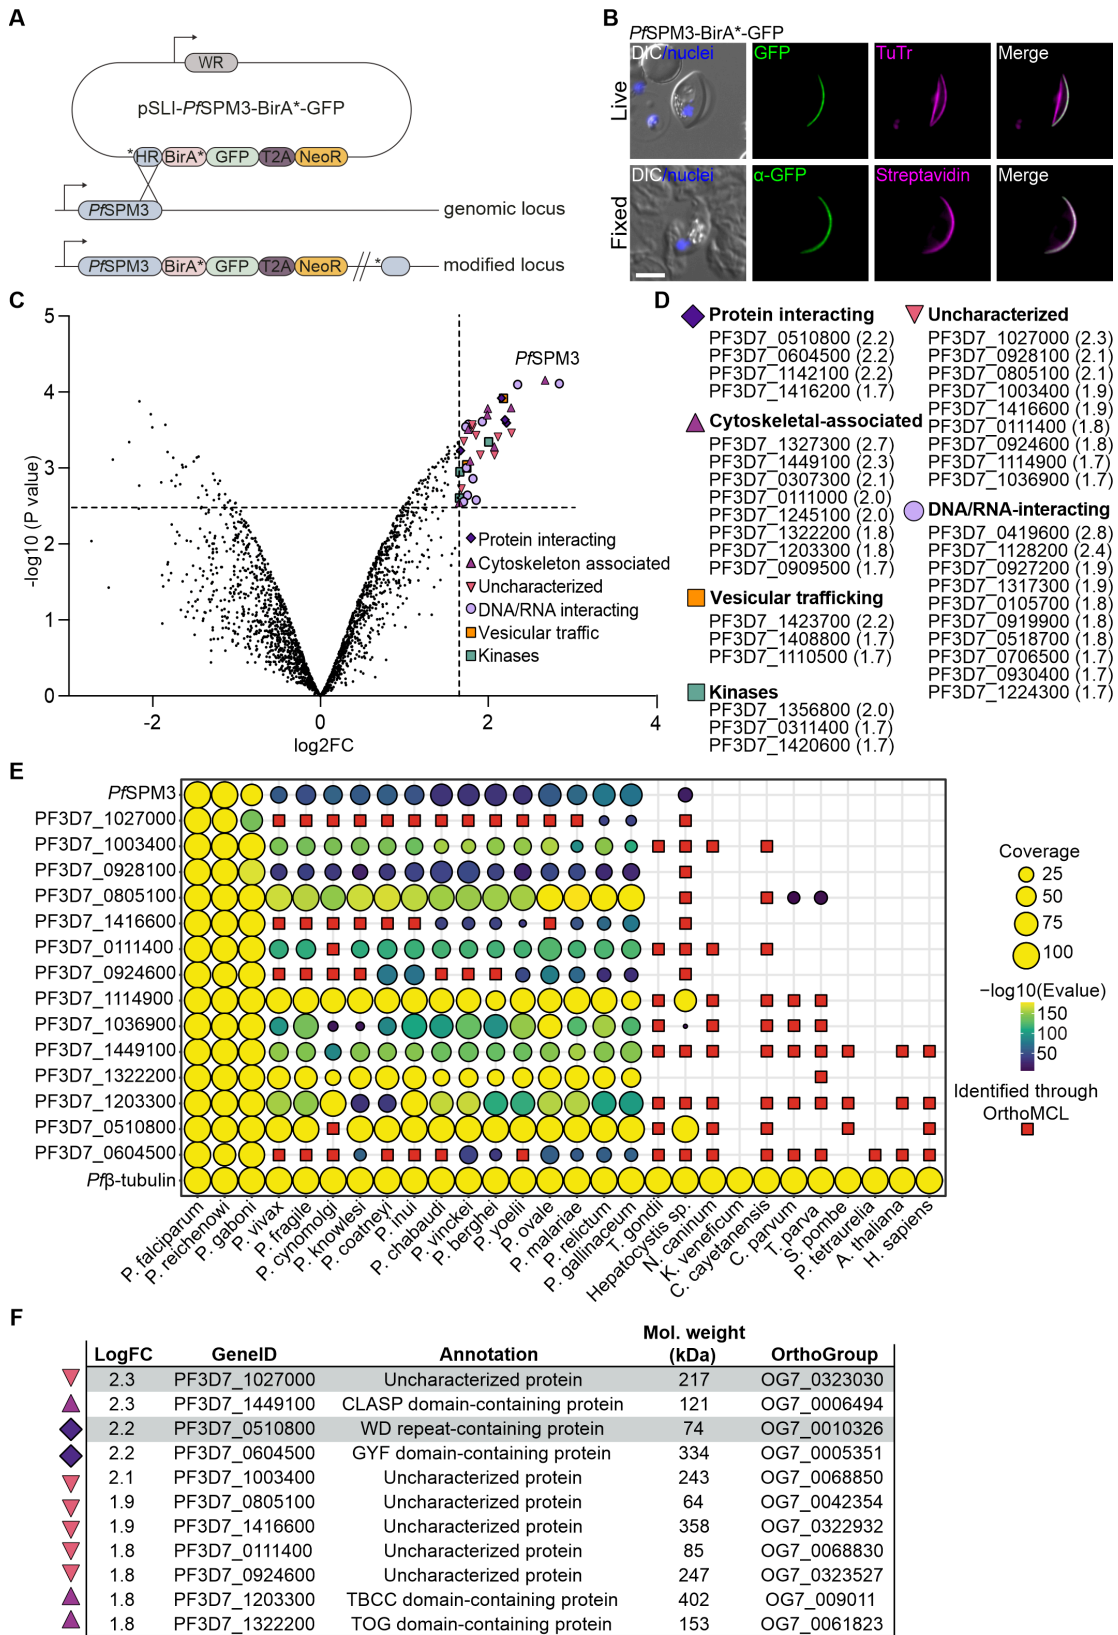 A
WR
pSLI-PfSPM3-BirA*-GFP
* HR BirA* GFP T2A NeoR
PfSPM3
genomic locus
PfSPM3 BirA* GFP T2A NeoR * modified locus
B
PfSPM3-BirA*-GFP
Live
DIC/nuclei GFP TuTr Merge
Fixed
DIC/nuclei α-GFP Streptavidin Merge
C
-log10 (P value)
5
4
3
2
1
0
-2 0 2 4
log2FC
PfSPM3
Protein interacting
Cytoskeleton associated
Uncharacterized
DNA/RNA interacting
Vesicular traffic
Kinases
D
Protein interacting
PF3D7_0510800 (2.2)
PF3D7_0604500 (2.2)
PF3D7_1142100 (2.2)
PF3D7_1416200 (1.7)
Cytoskeletal-associated
PF3D7_1327300 (2.7)
PF3D7_1449100 (2.3)
PF3D7_0307300 (2.1)
PF3D7_0111000 (2.0)
PF3D7_1245100 (2.0)
PF3D7_1322200 (1.8)
PF3D7_1203300 (1.8)
PF3D7_0909500 (1.7)
Vesicular trafficking
PF3D7_1423700 (2.2)
PF3D7_1408800 (1.7)
PF3D7_1110500 (1.7)
Kinases
PF3D7_1356800 (2.0)
PF3D7_0311400 (1.7)
PF3D7_1420600 (1.7)
Uncharacterized
PF3D7_1027000 (2.3)
PF3D7_0928100 (2.1)
PF3D7_0805100 (2.1)
PF3D7_1003400 (1.9)
PF3D7_1416600 (1.9)
PF3D7_0111400 (1.8)
PF3D7_0924600 (1.8)
PF3D7_1114900 (1.7)
PF3D7_1036900 (1.7)
DNA/RNA-interacting
PF3D7_0419600 (2.8)
PF3D7_1128200 (2.4)
PF3D7_0927200 (1.9)
PF3D7_1317300 (1.9)
PF3D7_0105700 (1.8)
PF3D7_0919900 (1.8)
PF3D7_0518700 (1.8)
PF3D7_0706500 (1.7)
PF3D7_0930400 (1.7)
PF3D7_1224300 (1.7)
E
PfSPM3
PF3D7_1027000
PF3D7_1003400
PF3D7_0928100
PF3D7_0805100
PF3D7_1416600
PF3D7_0111400
PF3D7_0924600
PF3D7_1114900
PF3D7_1036900
PF3D7_1449100
PF3D7_1322200
PF3D7_1203300
PF3D7_0510800
PF3D7_0604500
Pfβ-tubulin
P. falciparum
P. reichenowi
P. gaboni
P. vivax
P. fragile
P. cynomolgi
P. knowlesi
P. coatneyi
P. inui
P. chabaudi
P. vinckei
P. berghei
P. yoelii
P. ovale
P. malariae
P. relictum
P. gallinaceum
T. gondii
Hepatocystis sp.
N. caninum
K. veneficum
C. cayetanensis
C. parvum
T. parva
S. pombe
P. tetraurelia
A. thaliana
H. sapiens
Coverage
25
50
75
100
−log10(Evalue)
150
100
50
Identified through
OrthoMCL
F
LogFC GeneID Annotation Mol. weight (kDa) OrthoGroup
2.3 PF3D7_1027000 Uncharacterized protein 217 OG7_0323030
2.3 PF3D7_1449100 CLASP domain-containing protein 121 OG7_0006494
2.2 PF3D7_0510800 WD repeat-containing protein 74 OG7_0010326
2.2 PF3D7_0604500 GYF domain-containing protein 334 OG7_0005351
2.1 PF3D7_1003400 Uncharacterized protein 243 OG7_0068850
1.9 PF3D7_0805100 Uncharacterized protein 64 OG7_0042354
1.9 PF3D7_1416600 Uncharacterized protein 358 OG7_0322932
1.8 PF3D7_0111400 Uncharacterized protein 85 OG7_0068830
1.8 PF3D7_0924600 Uncharacterized protein 247 OG7_0323527
1.8 PF3D7_1203300 TBCC domain-containing protein 402 OG7_009011
1.8 PF3D7_1322200 TOG domain-containing protein 153 OG7_0061823